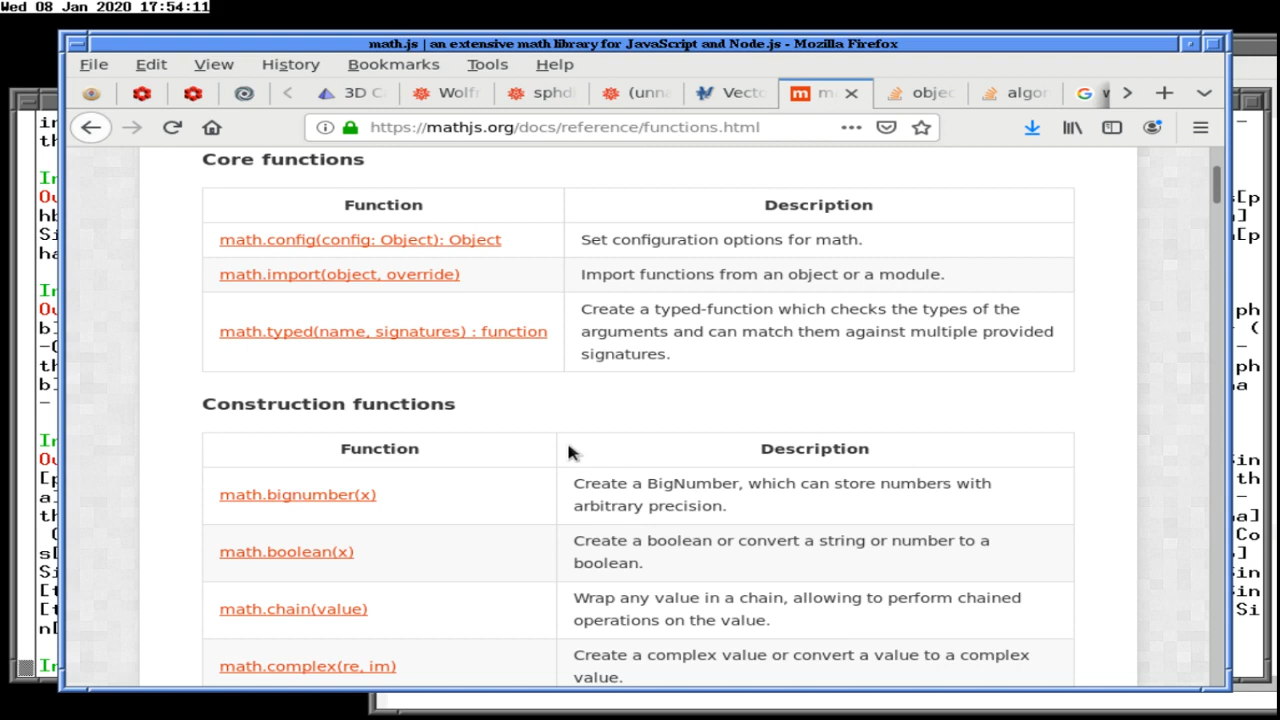 Wed 08 Jan 2020 17:54:11
math.js | an extensive math library for JavaScript and Node.js - Mozilla Firefox
File Edit View History Bookmarks Tools Help
3D Wolfr sphd (unna Vecto m objec algor
https://mathjs.org/docs/reference/functions.html
Core functions
Function Description
math.config(config: Object): Object Set configuration options for math.
math.import(object, override) Import functions from an object or a module.
math.typed(name, signatures) : function Create a typed-function which checks the types of the
arguments and can match them against multiple provided
signatures.
Construction functions
Function Description
math.bignumber(x) Create a BigNumber, which can store numbers with
arbitrary precision.
math.boolean(x) Create a boolean or convert a string or number to a
boolean.
math.chain(value) Wrap any value in a chain, allowing to perform chained
operations on the value.
math.complex(re, im) Create a complex value or convert a value to a complex
value.